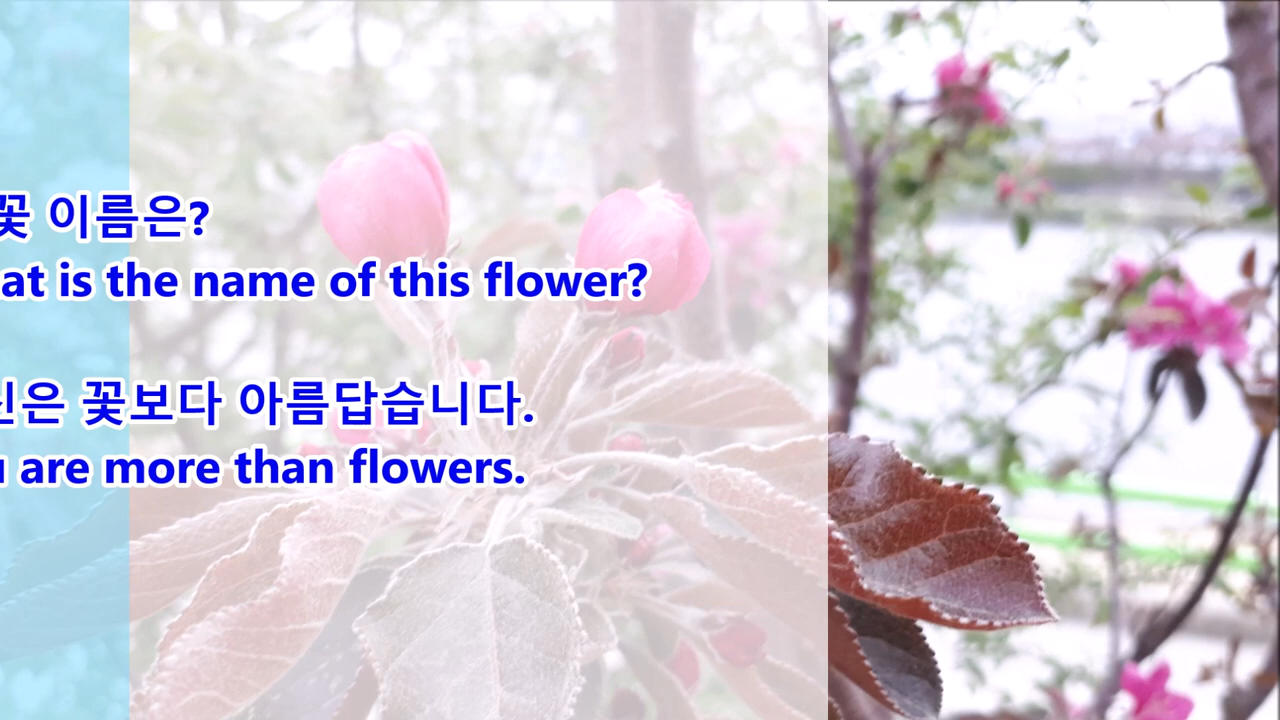 꽃 이름은?
at is the name of this flower?
은 꽃보다 아름답습니다.
are more than flowers.